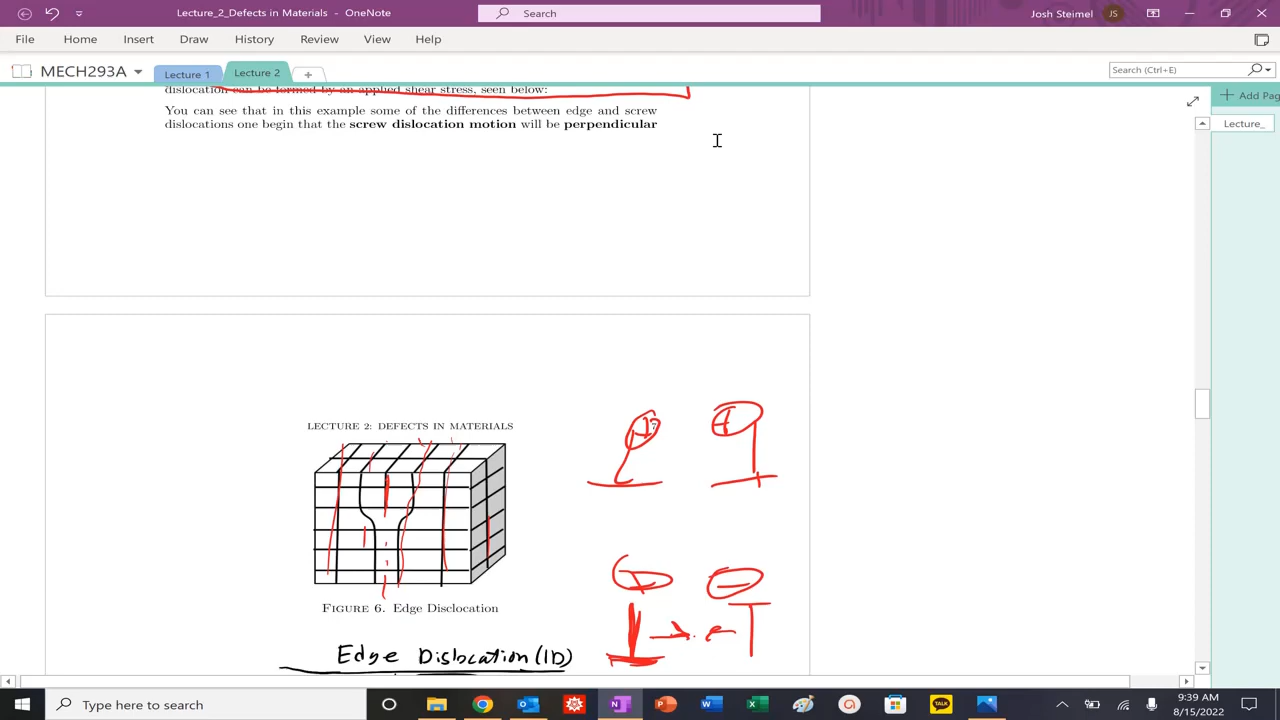 Lecture_2_Defects in Materials - OneNote
Search
Josh Steimel
JS
File Home Insert Draw History Review View Help
MECH293A
Lecture 1
Lecture 2
Search (Ctrl+E)
Add Pag
Lecture_
dislocation can be formed by an applied shear stress, seen below:
You can see that in this example some of the differences between edge and screw
dislocations one begin that the screw dislocation motion will be perpendicular
LECTURE 2: DEFECTS IN MATERIALS
FIGURE 6. Edge Disclocation
Edge Dislocation (1D)
Type here to search
TALK
9:39 AM
8/15/2022